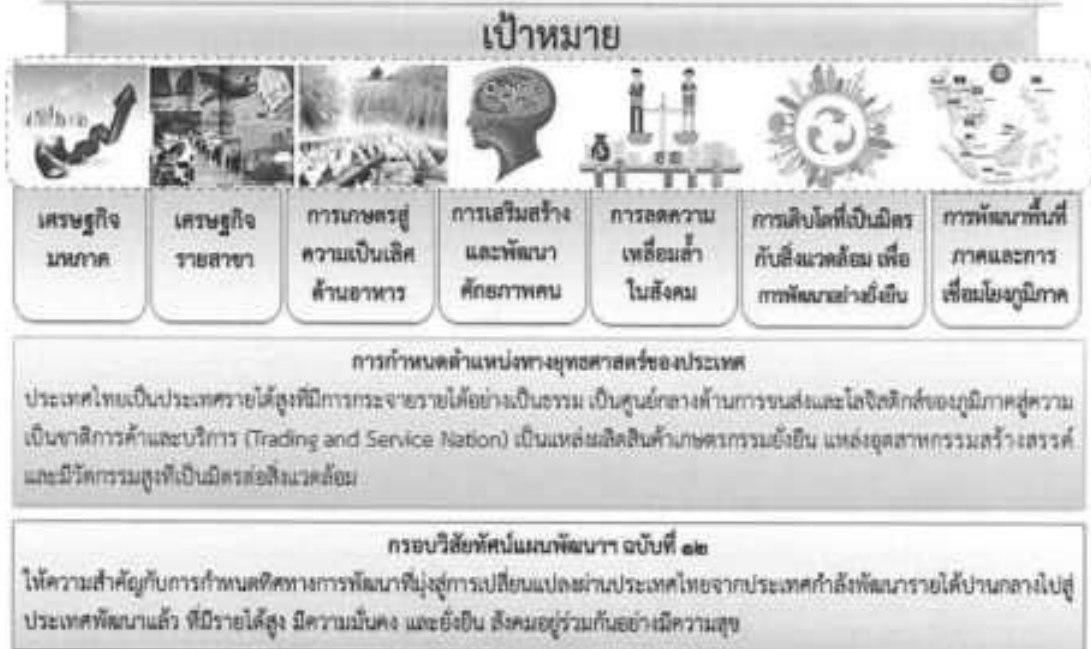 เป้าหมาย
เศรษฐกิจ
มหภาค
เศรษฐกิจ
รายสาขา
การเกษตรสู่
ความเป็นเลิศ
ด้านอาหาร
การเสริมสร้าง
และพัฒนา
ศักยภาพคน
การลดความ
เหลื่อมล้ำ
ในสังคม
การเติบโตที่เป็นมิตร
กับสิ่งแวดล้อม เพื่อ
การพัฒนาอย่างยั่งยืน
การพัฒนาพื้นที่
ภาคและการ
เชื่อมโยงภูมิภาค
การกำหนดตำแหน่งทางยุทธศาสตร์ของประเทศ
ประเทศไทยเป็นประเทศรายได้สูงที่มีการกระจายรายได้อย่างเป็นธรรม เป็นศูนย์กลางด้านการขนส่งและโลจิสติกส์ของภูมิภาคสู่ความ
เป็นชาติการค้าและบริการ (Trading and Service Nation) เป็นแหล่งผลิตสินค้าเกษตรกรรมยั่งยืน แหล่งอุตสาหกรรมสร้างสรรค์
และมีวัตกรรมสูงที่เป็นมิตรต่อสิ่งแวดล้อม
กรอบวิสัยทัศน์แผนพัฒนาฯ ฉบับที่ ๑๒
ให้ความสำคัญกับการกำหนดทิศทางการพัฒนาที่มุ่งสู่การเปลี่ยนแปลงผ่านประเทศไทยจากประเทศกำลังพัฒนารายได้ปานกลางไปสู่
ประเทศพัฒนาแล้ว ที่มีรายได้สูง มีความมั่นคง และยั่งยืน สังคมอยู่ร่วมกันอย่างมีความสุข